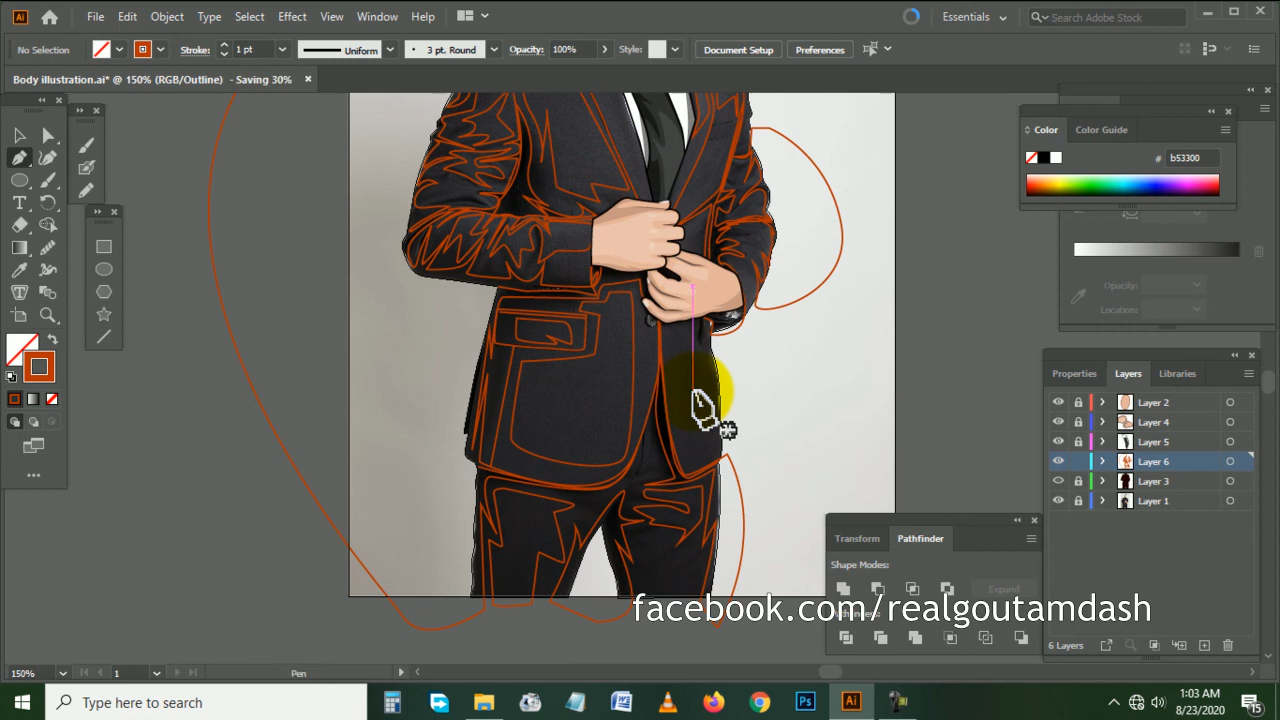 Ai File Edit Object Type Select Effect View Window Help Essentials Search Adobe Stock
No Selection Stroke: 1 pt Uniform 3 pt. Round Opacity: 100% Style: Document Setup Preferences
Body illustration.ai* @ 150% (RGB/Outline) - Saving 30%
Color Color Guide
# b53300
Opacity:
Location:
Properties Layers Libraries
Layer 2
Layer 4
Layer 5
Layer 6
Layer 3
Layer 1
Transform Pathfinder
Shape Modes:
Expand
facebook.com/realgoutamdash
6 Layers
150% 1 Pen
Type here to search
Ps Ai
1:03 AM
8/23/2020
15